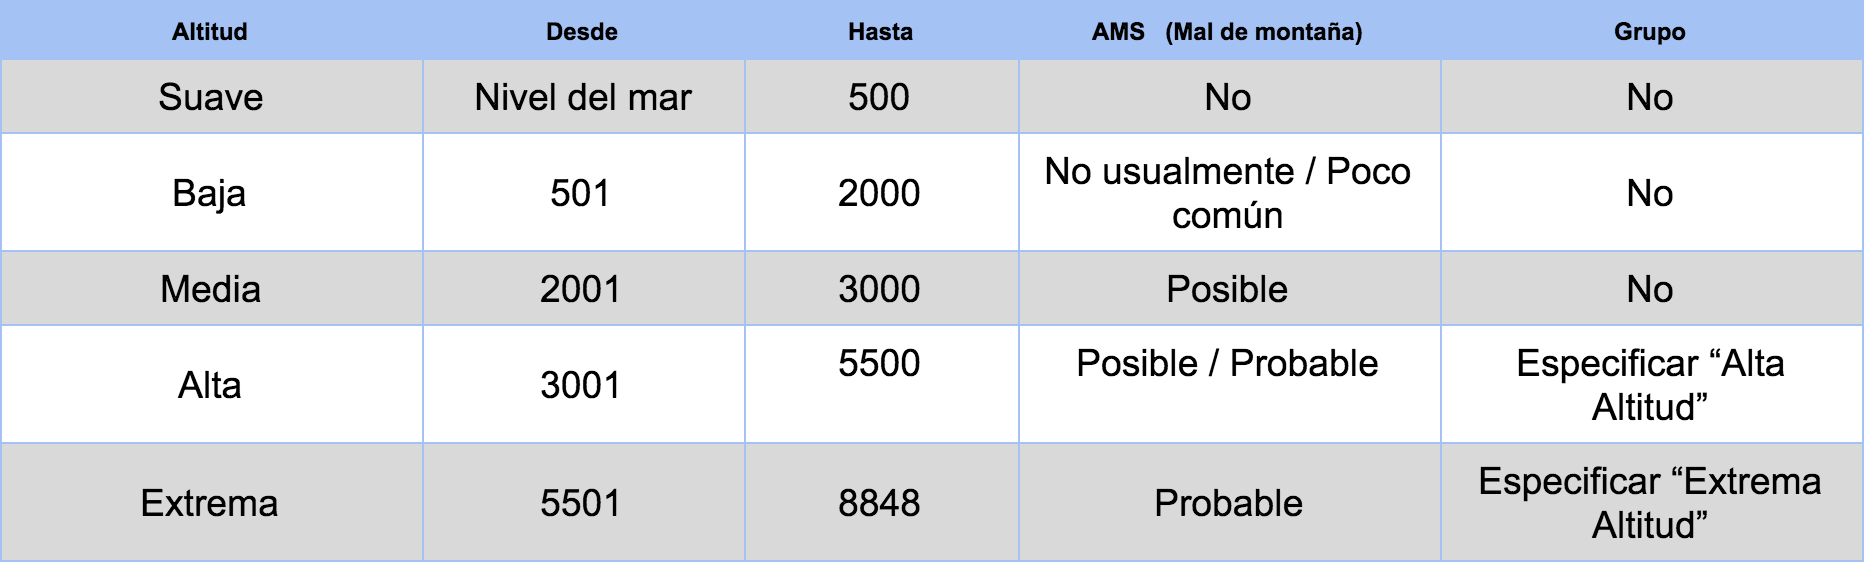 Altitud Desde Hasta AMS (Mal de montaña) Grupo
Suave Nivel del mar 500 No No
Baja 501 2000 No usualmente / Poco común No
Media 2001 3000 Posible No
Alta 3001 5500 Posible / Probable Especificar “Alta Altitud”
Extrema 5501 8848 Probable Especificar “Extrema Altitud”